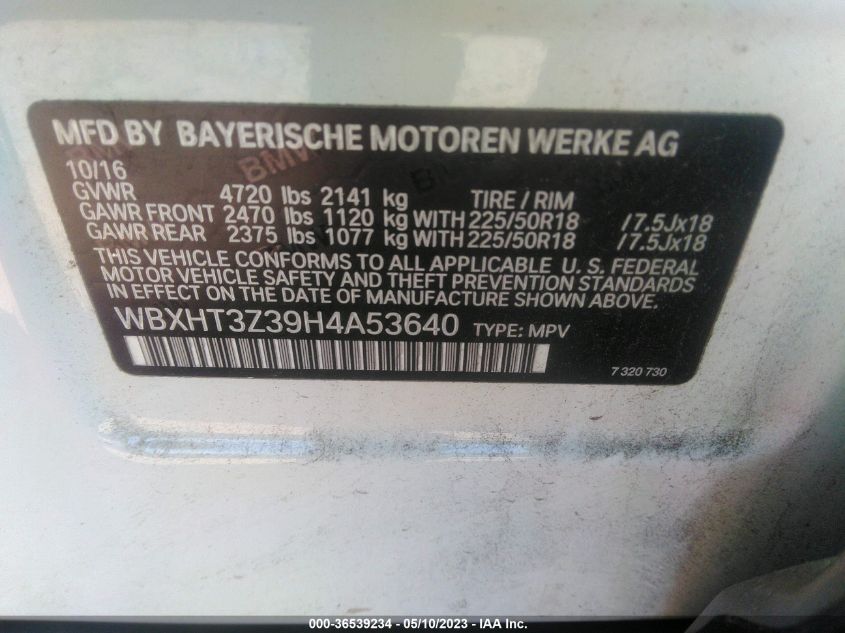 MFD BY BAYERISCHE MOTOREN WERKE AG
10/16
GVWR 4720 lbs 2141 kg TIRE / RIM
GAWR FRONT 2470 lbs 1120 kg WITH 225/50R18 /7.5Jx18
GAWR REAR 2375 lbs 1077 kg WITH 225/50R18 /7.5Jx18
THIS VEHICLE CONFORMS TO ALL APPLICABLE U. S. FEDERAL
MOTOR VEHICLE SAFETY AND THEFT PREVENTION STANDARDS
IN EFFECT ON THE DATE OF MANUFACTURE SHOWN ABOVE.
WBXHT3Z39H4A53640 TYPE: MPV
7 320 730
000-36539234 - 05/10/2023 - IAA Inc.